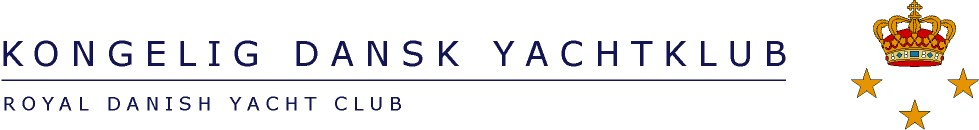 KONGELIG DANSK YACHTKLUB
ROYAL DANISH YACHT CLUB